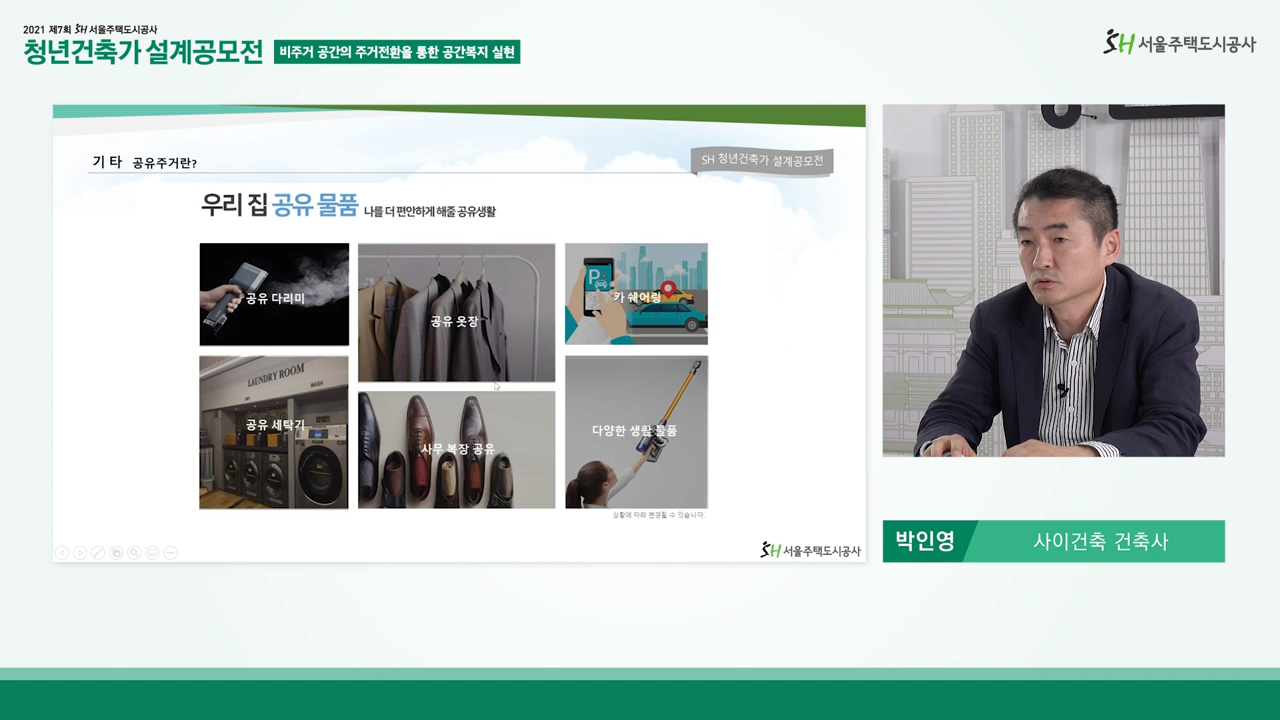 2021 제7회 SH 서울주택도시공사
청년건축가 설계공모전 비주거 공간의 주거전환을 통한 공간복지 실현
SH 서울주택도시공사
기 타 공유주거란?
SH 청년건축가 설계공모전
우리 집 공유 물품 나를 더 편안하게 해줄 공유생활
공유 다리미
공유 옷장
P
카 쉐어링
LAUNDRY ROOM
WASH
공유 세탁기
사무 복장 공유
다양한 생활 물품
상황에 따라 변경될 수 있습니다.
SH 서울주택도시공사
박인영 사이건축 건축사